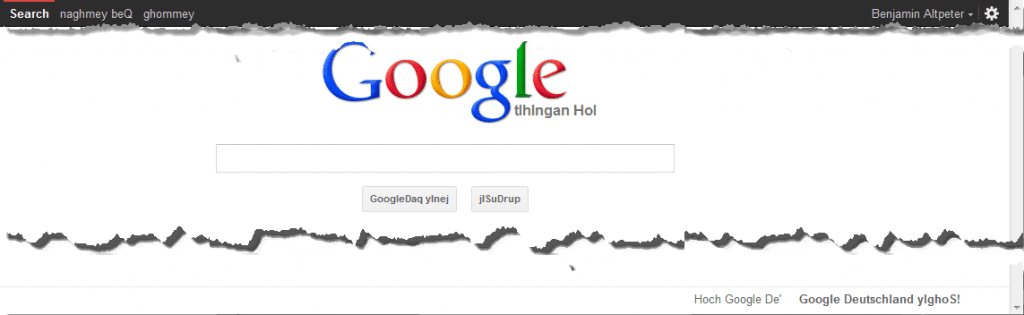 Search naghmey beQ ghommey Benjamin Altpeter
Google
tlhIngan Hol
GoogleDaq yInej jISuDrup
Hoch Google De' Google Deutschland yIghoS!